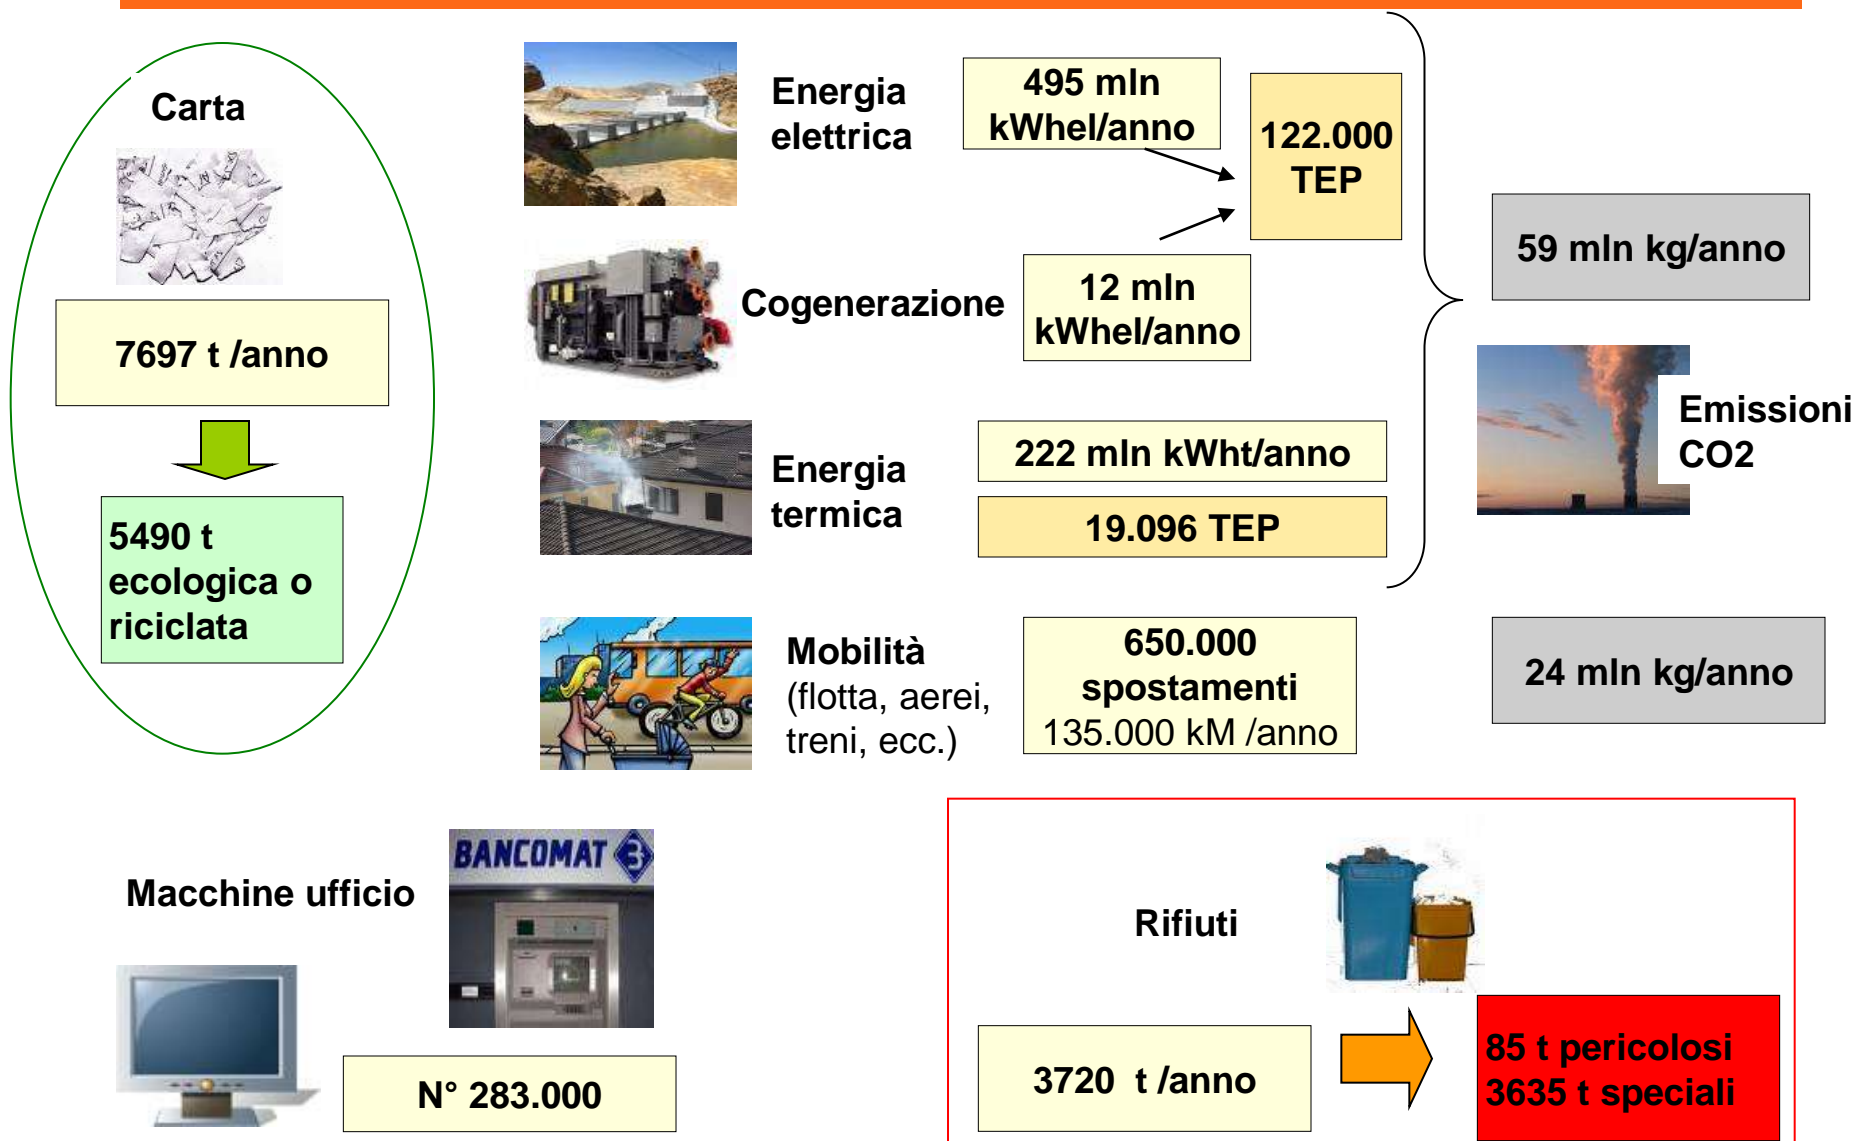 Carta
7697 t /anno
5490 t
ecologica o
riciclata
Energia
elettrica
495 mln
kWhel/anno
122.000
TEP
Cogenerazione
12 mln
kWhel/anno
Energia
termica
222 mln kWht/anno
19.096 TEP
59 mln kg/anno
Emissioni
CO2
Mobilità
(flotta, aerei,
treni, ecc.)
650.000
spostamenti
135.000 kM /anno
24 mln kg/anno
Macchine ufficio
BANCOMAT
N° 283.000
Rifiuti
3720 t /anno
85 t pericolosi
3635 t speciali